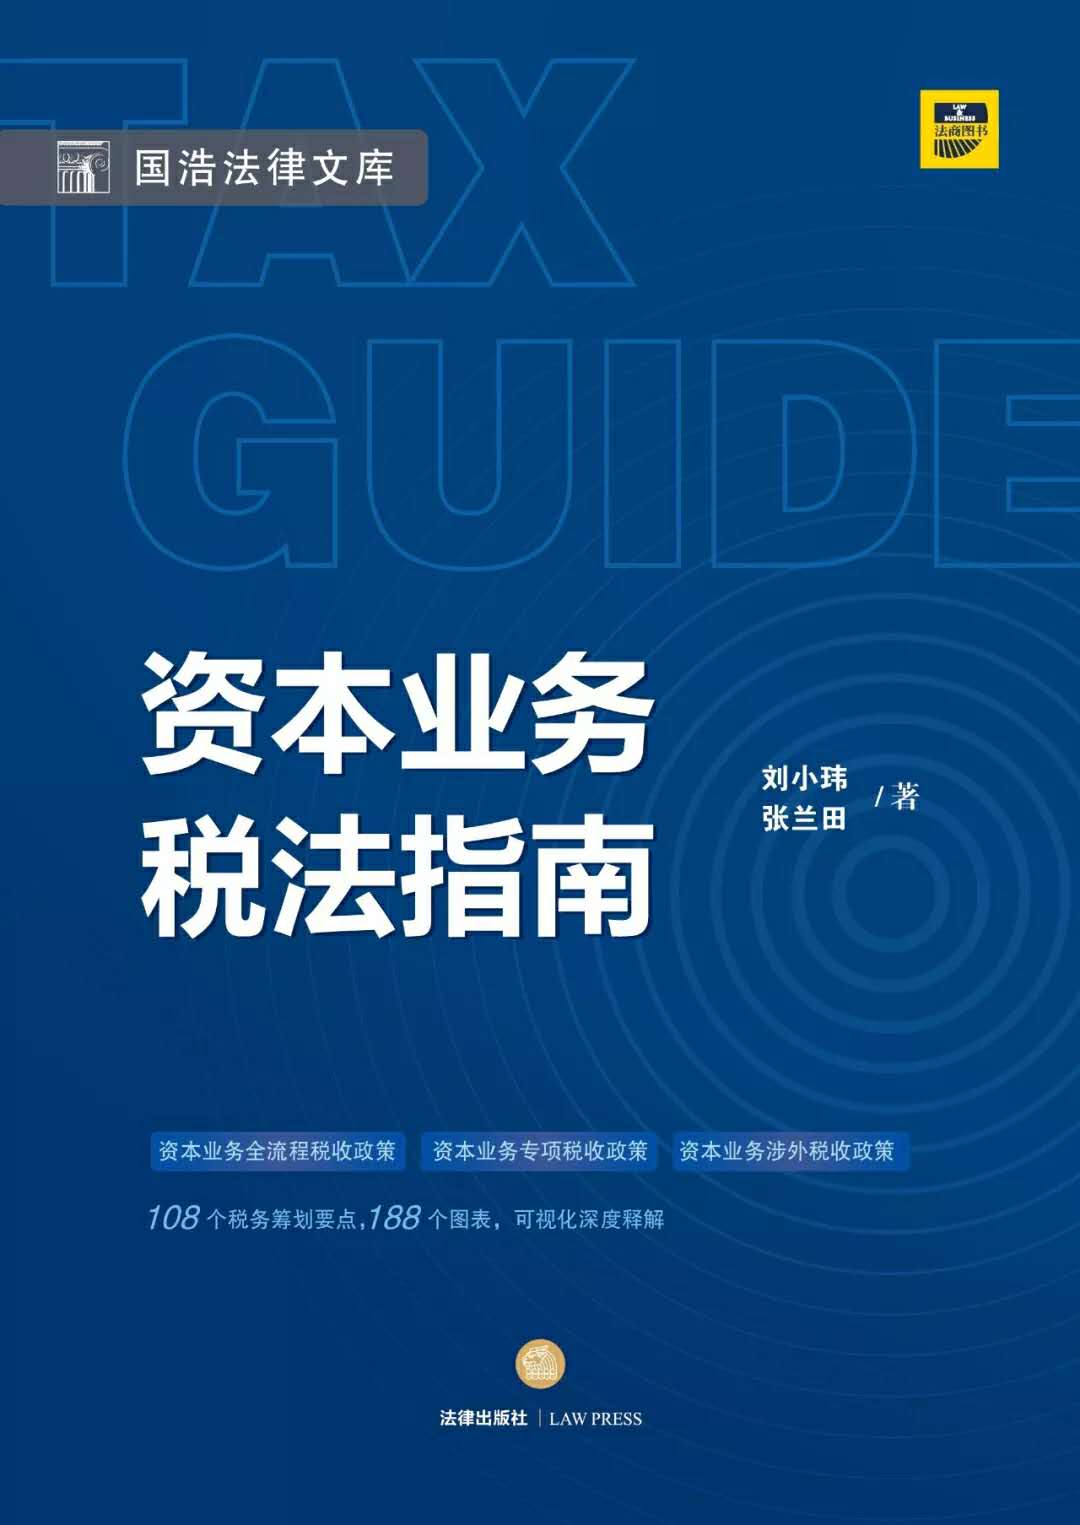 TAX
国浩法律文库
LAW
&
BUSINESS
法商图书
GUIDE
资本业务
税法指南
刘小玮
张兰田
/著
资本业务全流程税收政策 资本业务专项税收政策 资本业务涉外税收政策
108个税务筹划要点,188个图表，可视化深度释解
法律出版社 | LAW PRESS